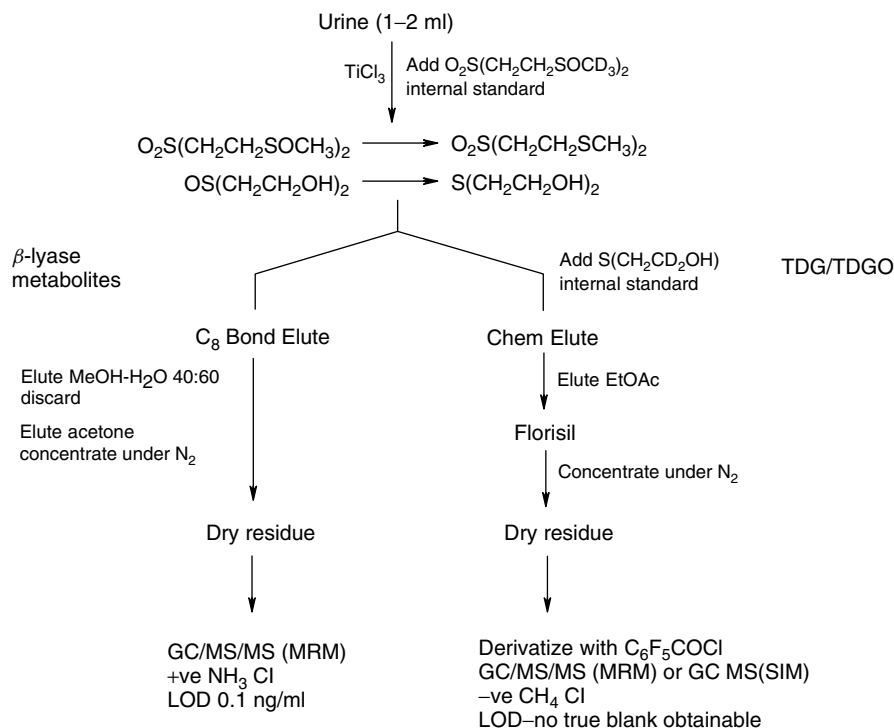 Urine (1–2 ml)
TiCl₃
Add O₂S(CH₂CH₂SOCD₃)₂
internal standard
O₂S(CH₂CH₂SOCH₃)₂
O₂S(CH₂CH₂SCH₃)₂
OS(CH₂CH₂OH)₂
S(CH₂CH₂OH)₂
β-lyase
metabolites
Add S(CH₂CD₂OH)
internal standard
TDG/TDGO
C₈ Bond Elute
Chem Elute
Elute MeOH-H₂O 40:60
discard
Elute acetone
concentrate under N₂
Elute EtOAc
Florisil
Concentrate under N₂
Dry residue
Dry residue
GC/MS/MS (MRM)
+ve NH₃ CI
LOD 0.1 ng/ml
Derivatize with C₆F₅COCl
GC/MS/MS (MRM) or GC MS(SIM)
–ve CH₄ CI
LOD–no true blank obtainable